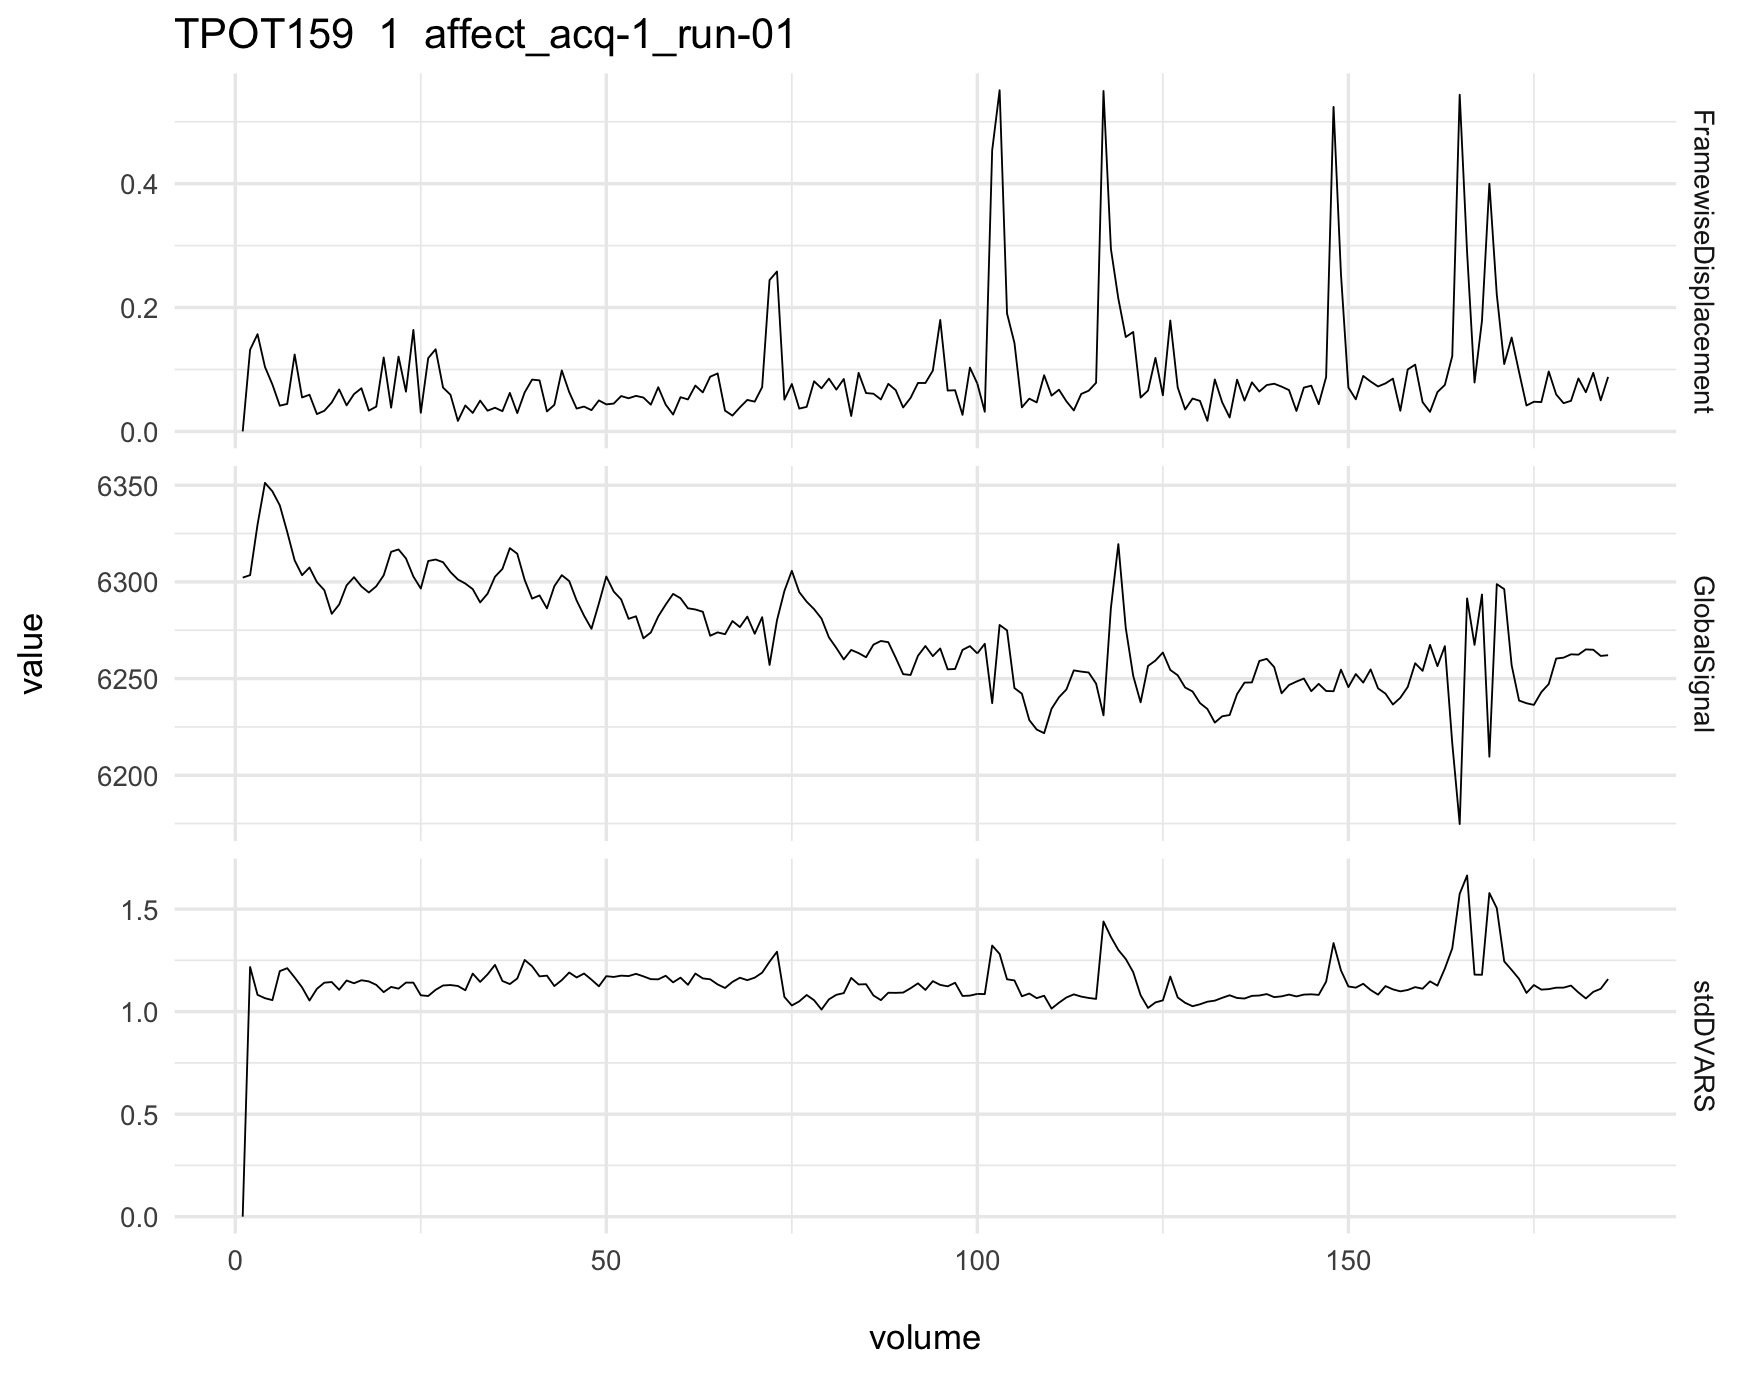 TPOT159 1 affect_acq-1_run-01
0.4
0.2
0.0
FramewiseDisplacement
6350
6300
6250
6200
GlobalSignal
value
1.5
1.0
0.5
0.0
stdDVARS
0 50 100 150
volume